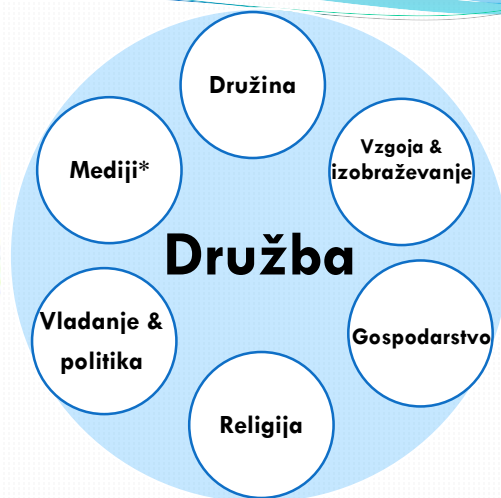 Družina
Vzgoja &
izobraževanje
Mediji*
Družba
Vladanje &
politika
Gospodarstvo
Religija